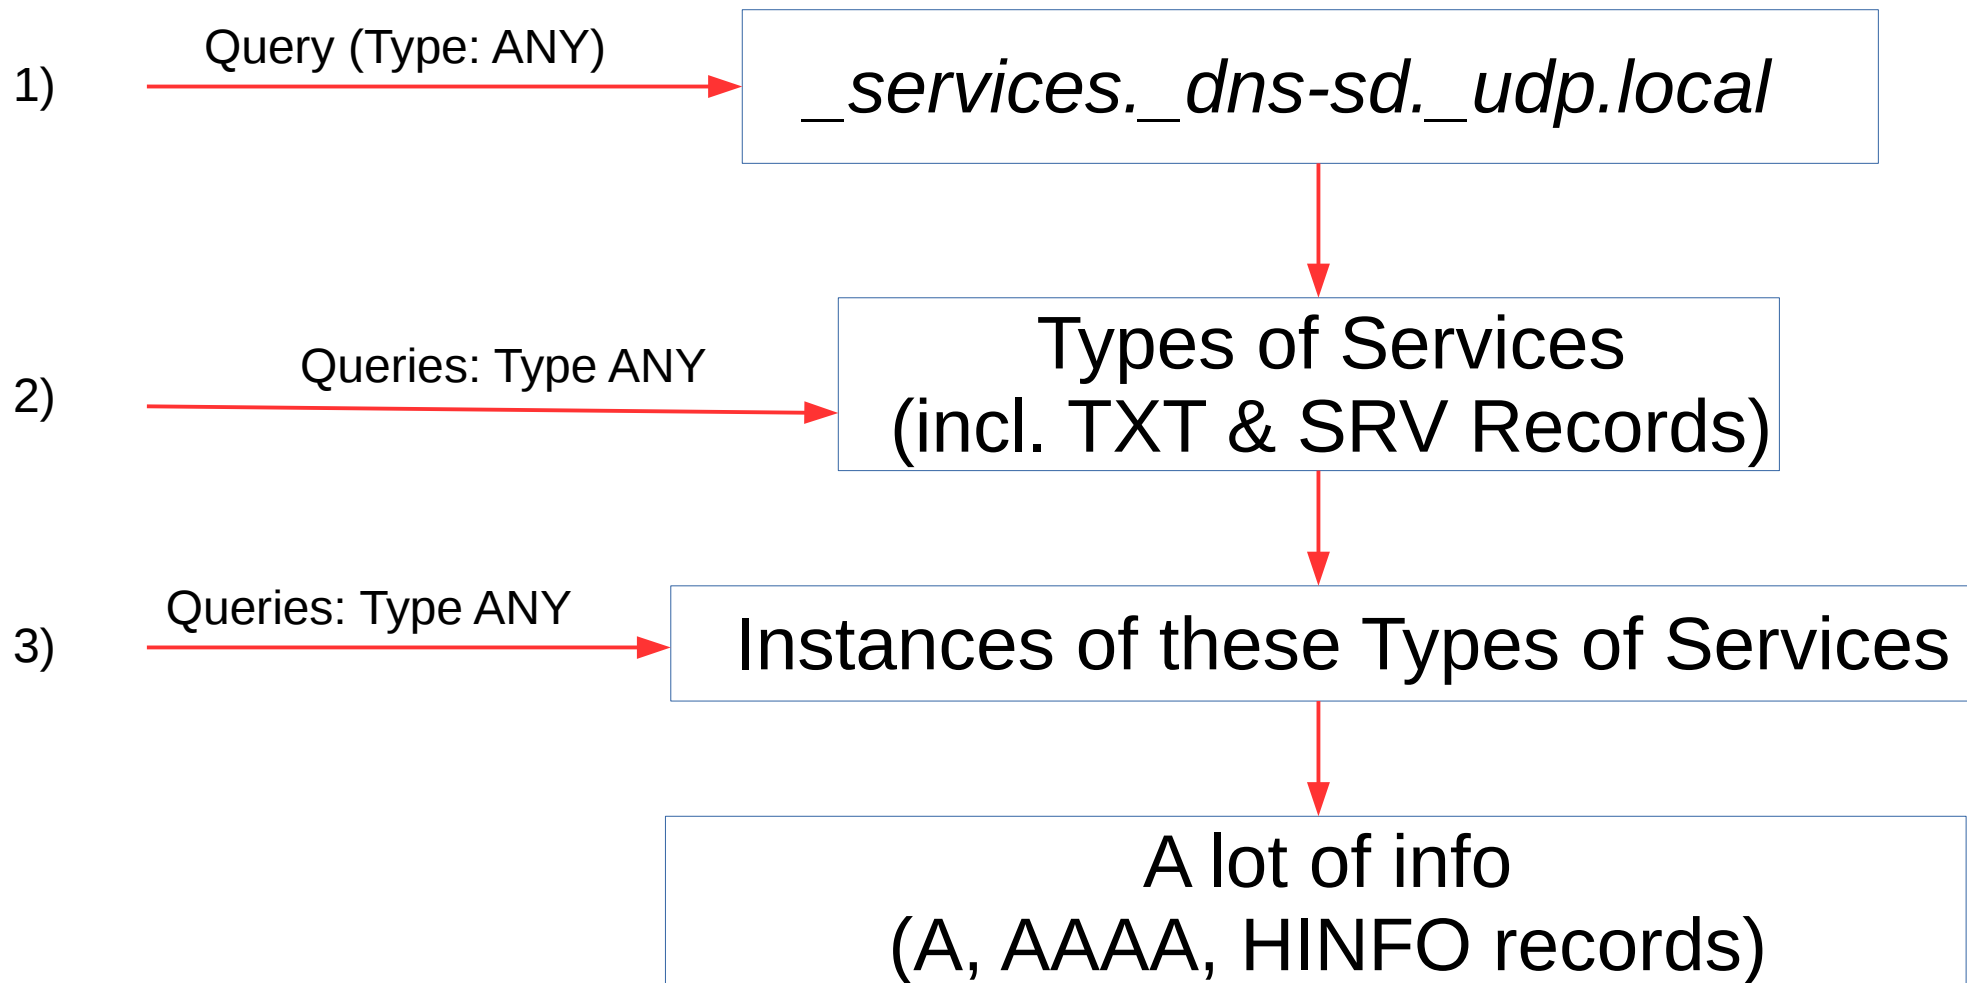 1)
Query (Type: ANY)
_services._dns-sd._udp.local
2)
Queries: Type ANY
Types of Services
(incl. TXT & SRV Records)
3)
Queries: Type ANY
Instances of these Types of Services
A lot of info
(A, AAAA, HINFO records)